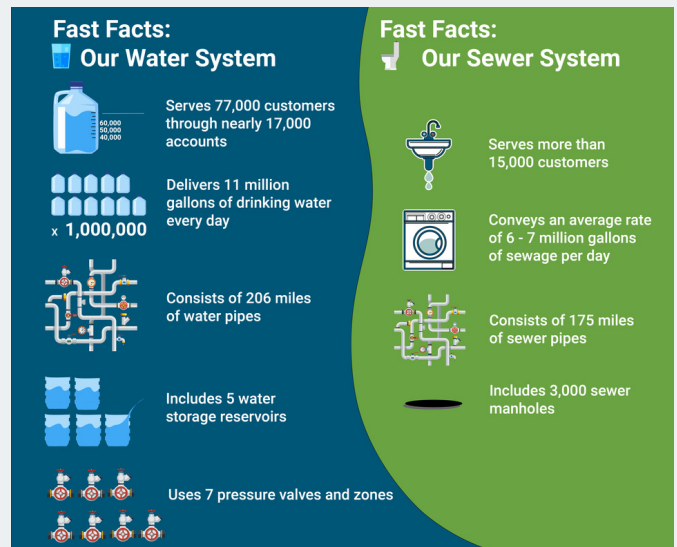 Fast Facts:
Our Water System
60,000
50,000
40,000
Serves 77,000 customers
through nearly 17,000
accounts
x 1,000,000
Delivers 11 million
gallons of drinking water
every day
Consists of 206 miles
of water pipes
Includes 5 water
storage reservoirs
Uses 7 pressure valves and zones
Fast Facts:
Our Sewer System
Serves more than
15,000 customers
Conveys an average rate
of 6 - 7 million gallons
of sewage per day
Consists of 175 miles
of sewer pipes
Includes 3,000 sewer
manholes